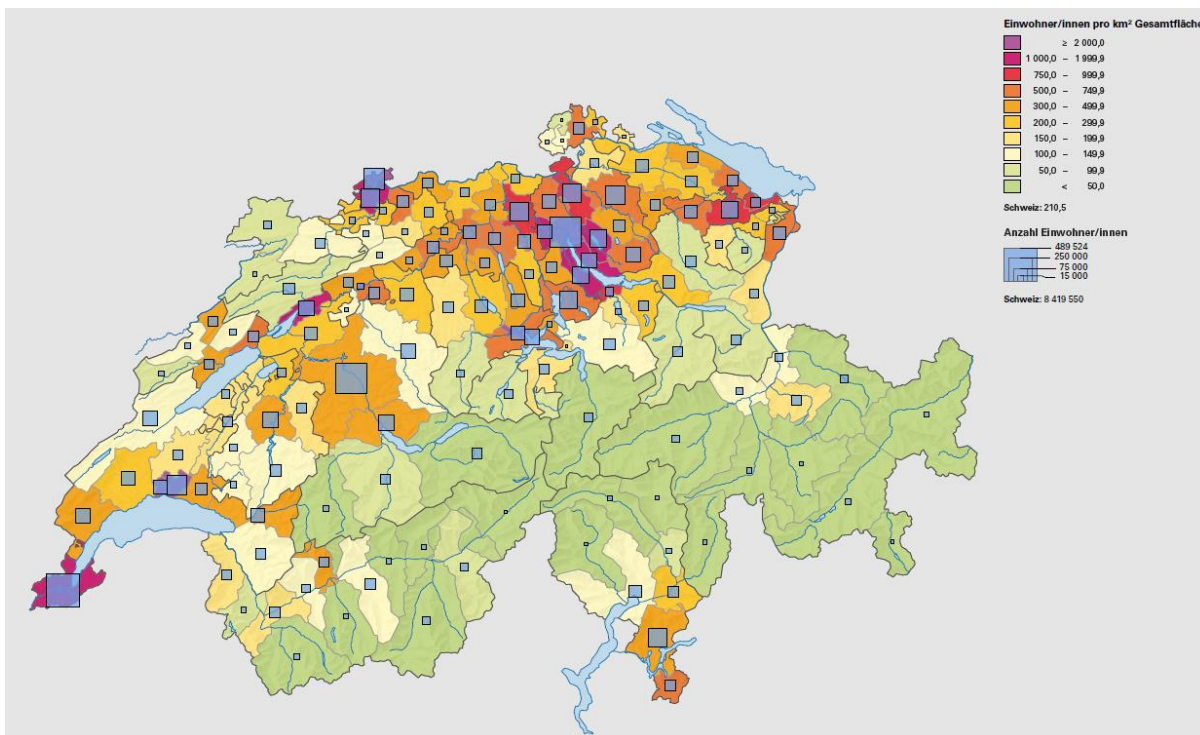 Einwohner/innen pro km² Gesamtfläche
≥ 2 000,0
1 000,0 – 1 999,9
750,0 – 999,9
500,0 – 749,9
300,0 – 499,9
200,0 – 299,9
150,0 – 199,9
100,0 – 149,9
50,0 – 99,9
< 50,0
Schweiz: 210,5
Anzahl Einwohner/innen
489 524
250 000
75 000
15 000
Schweiz: 8 419 550